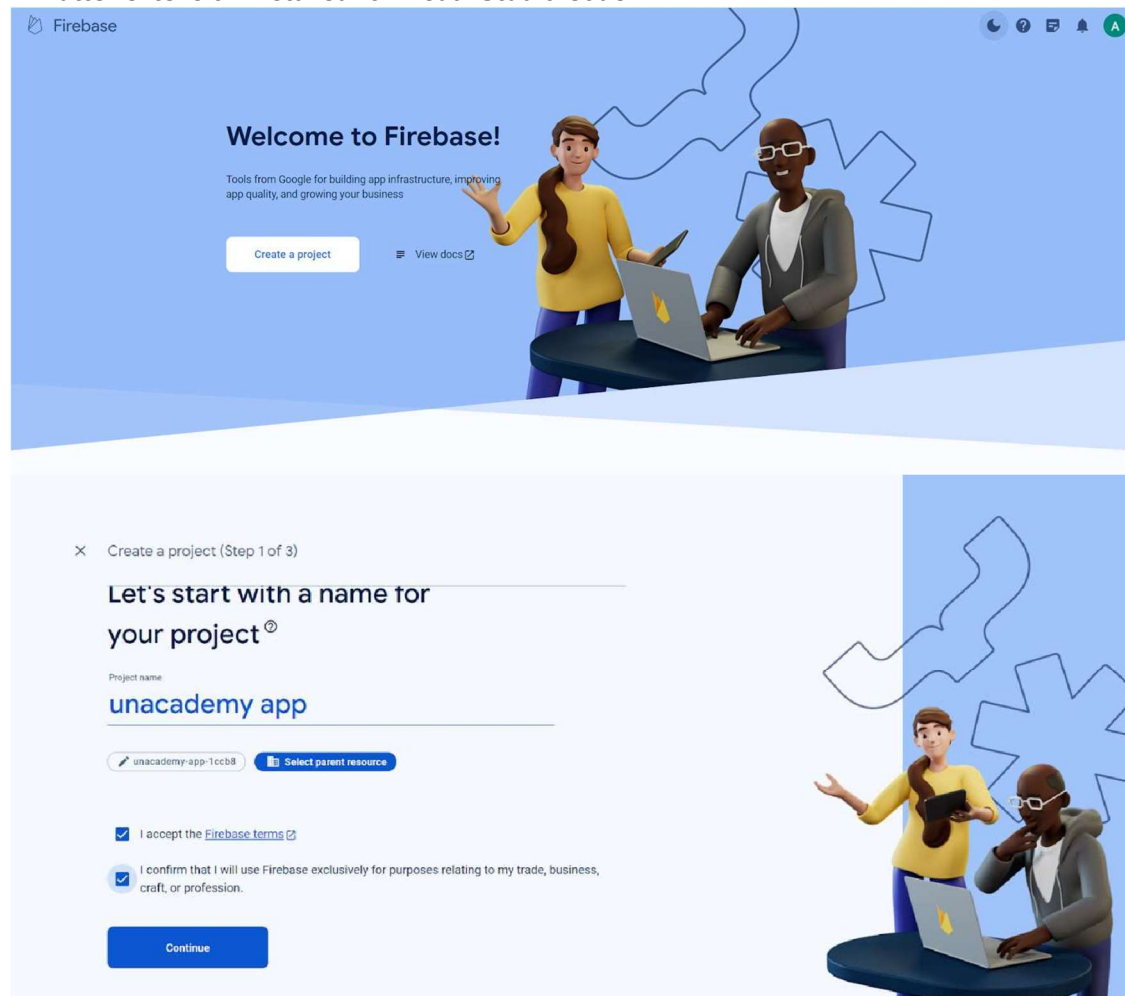 Firebase
A
Welcome to Firebase!
Tools from Google for building app infrastructure, improving
app quality, and growing your business
Create a project
View docs
Create a project (Step 1 of 3)
Let's start with a name for
your project
Project name
unacademy app
unacademy-app-1ccb8 Select parent resource
I accept the Firebase terms
I confirm that I will use Firebase exclusively for purposes relating to my trade, business,
craft, or profession.
Continue